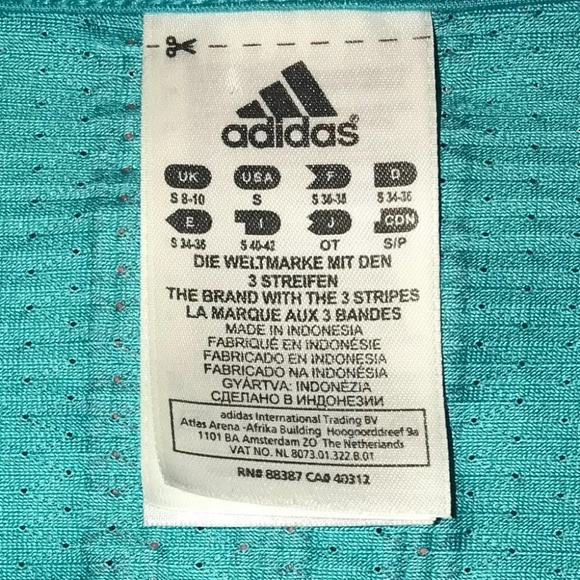 adidas®
UK USA F D
S 8-10 S S 36-38 S 34-36
E I J CDN
S 34-36 S 40-42 OT S/P
DIE WELTMARKE MIT DEN
3 STREIFEN
THE BRAND WITH THE 3 STRIPES
LA MARQUE AUX 3 BANDES
MADE IN INDONESIA
FABRIQUÉ EN INDONÉSIE
FABRICADO EN INDONESIA
FABRICADO NA INDONÉSIA
GYÁRTVA: INDONÉZIA
СДЕЛАНО В ИНДОНЕЗИИ
adidas International Trading BV
Atlas Arena -Afrika Building Hoogoorddreef 9a
1101 BA Amsterdam ZO The Netherlands
VAT NO. NL 8073.01.322.B.01
RN# 88387 CA# 40312